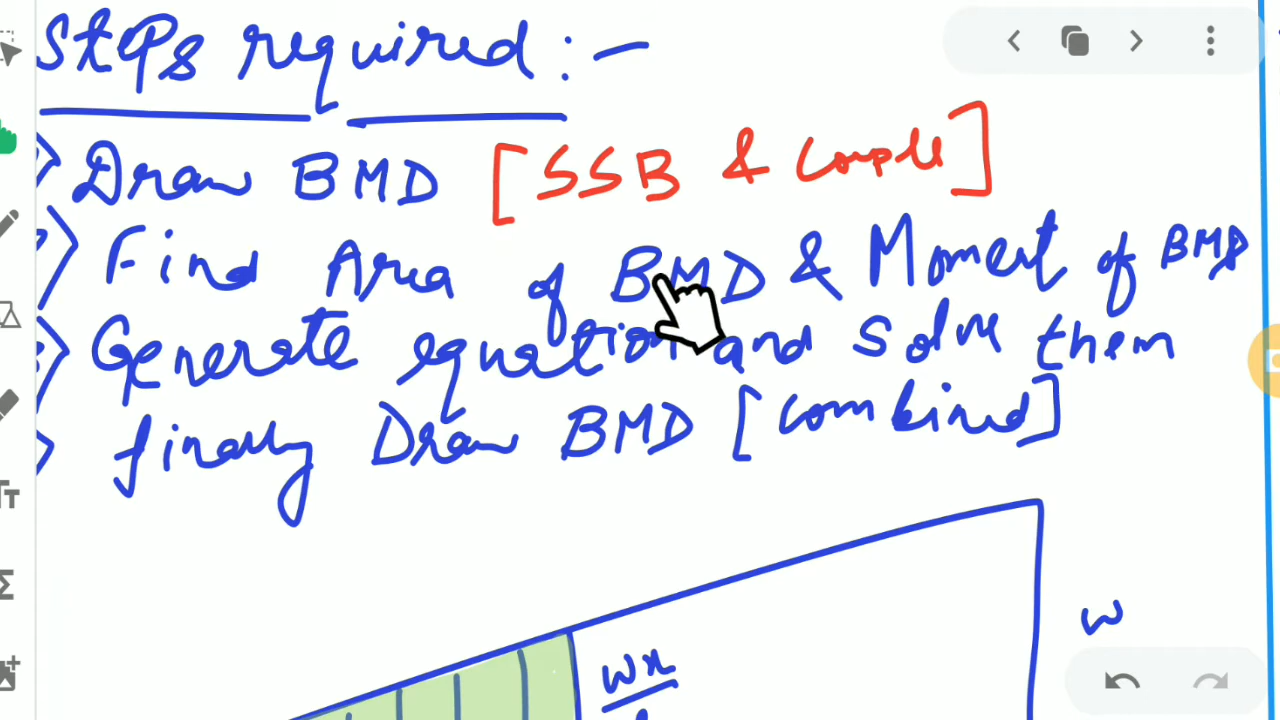 Steps required:-
Draw BMD [SSB & Couple]
Find Area of BMD & Moment of BMD
Generate equation and Solve them
finally Draw BMD [Combined]
w
wx